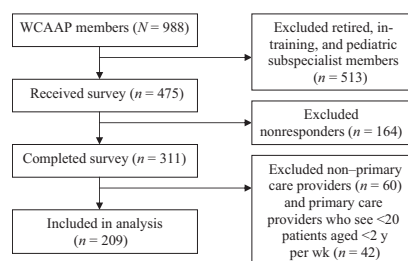 WCAAP members (N = 988)
Excluded retired, in-
training, and pediatric
subspecialist members
(n = 513)
Received survey (n = 475)
Excluded
nonresponders (n = 164)
Completed survey (n = 311)
Excluded non–primary
care providers (n = 60)
and primary care
providers who see <20
patients aged <2 y
per wk (n = 42)
Included in analysis
(n = 209)